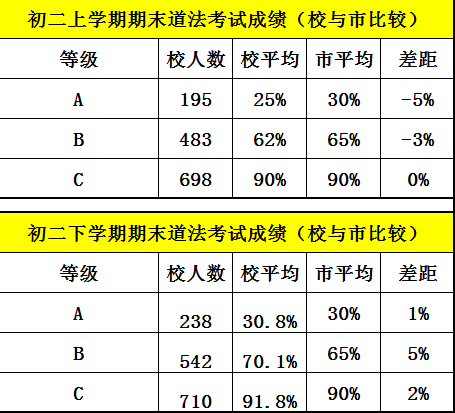 初二上学期期末道法考试成绩（校与市比较）
等级 校人数 校平均 市平均 差距
A 195 25% 30% -5%
B 483 62% 65% -3%
C 698 90% 90% 0%
初二下学期期末道法考试成绩（校与市比较）
等级 校人数 校平均 市平均 差距
A 238 30.8% 30% 1%
B 542 70.1% 65% 5%
C 710 91.8% 90% 2%